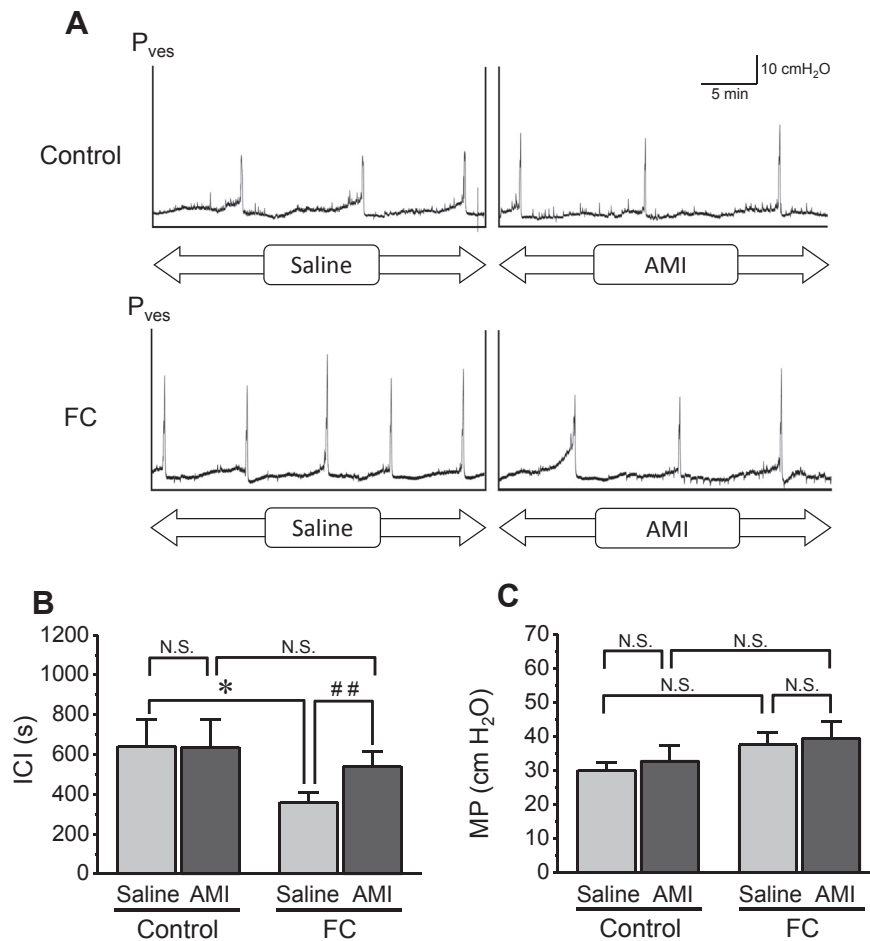 A
P_ves
10 cmH₂O
5 min
Control
Saline
AMI
P_ves
FC
Saline
AMI
B
1200
1000
800
600
400
200
0
ICI (s)
N.S.
N.S.
*
##
Saline AMI Saline AMI
Control FC
C
70
60
50
40
30
20
10
0
MP (cm H₂O)
N.S.
N.S.
N.S.
N.S.
Saline AMI Saline AMI
Control FC